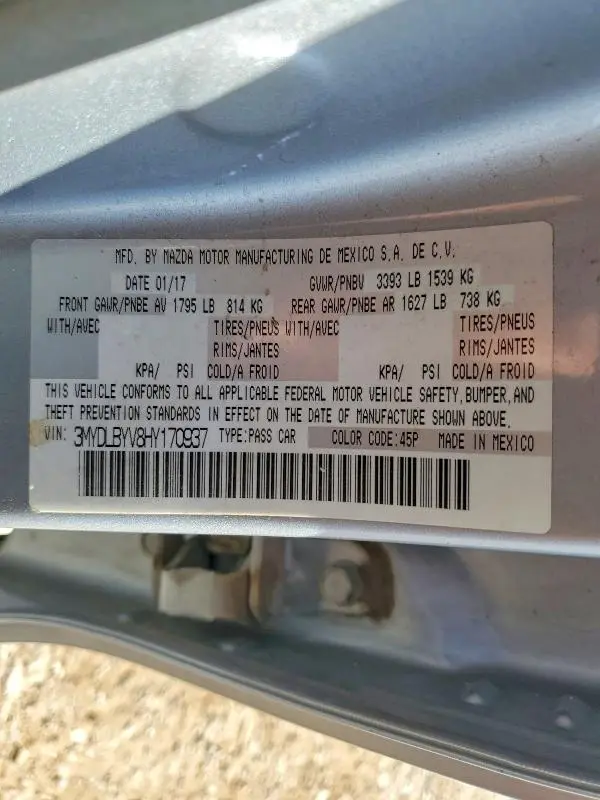 MFD. BY MAZDA MOTOR MANUFACTURING DE MEXICO S.A. DE C.V.
DATE 01/17 GVWR/PNBV 3393 LB 1539 KG
FRONT GAWR/PNBE AV 1795 LB 814 KG REAR GAWR/PNBE AR 1627 LB 738 KG
WITH/AVEC TIRES/PNEUS WITH/AVEC TIRES/PNEUS
RIMS/JANTES RIMS/JANTES
KPA/ PSI COLD/A FROID KPA/ PSI COLD/A FROID
THIS VEHICLE CONFORMS TO ALL APPLICABLE FEDERAL MOTOR VEHICLE SAFETY, BUMPER, AND
THEFT PREVENTION STANDARDS IN EFFECT ON THE DATE OF MANUFACTURE SHOWN ABOVE.
VIN: 3MYDLBYV8HY170937 TYPE:PASS CAR COLOR CODE:45P MADE IN MEXICO